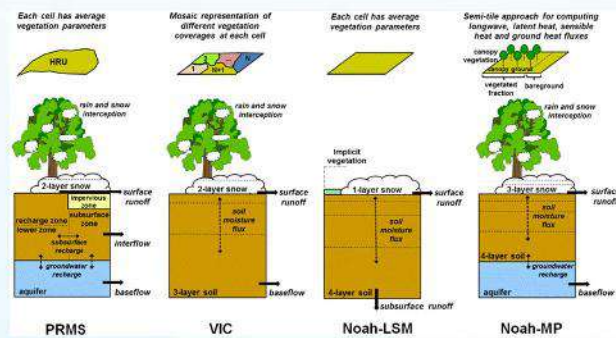 Each cell has average
vegetation parameters
HRU
rain and snow
interception
2-layer snow
impervious
zone
surface
runoff
recharge zone
lower zone
subsurface
zone
subsurface
recharge
interflow
groundwater
recharge
aquifer
baseflow
PRMS
Mosaic representation of
different vegetation
coverages at each cell
1
N+1
N
rain and snow
interception
2-layer snow
surface
runoff
soil
moisture
flux
3-layer soil
baseflow
VIC
Each cell has average
vegetation parameters
Implicit
vegetation
1-layer snow
surface
runoff
soil
moisture
flux
4-layer soil
subsurface runoff
Noah-LSM
Semi-tile approach for computing
longwave, latent heat, sensible
heat and ground heat fluxes
canopy
vegetation
canopy ground
vegetated
fraction
bareground
rain and snow
interception
3-layer snow
surface
runoff
soil
moisture
flux
4-layer soil
groundwater
recharge
aquifer
baseflow
Noah-MP